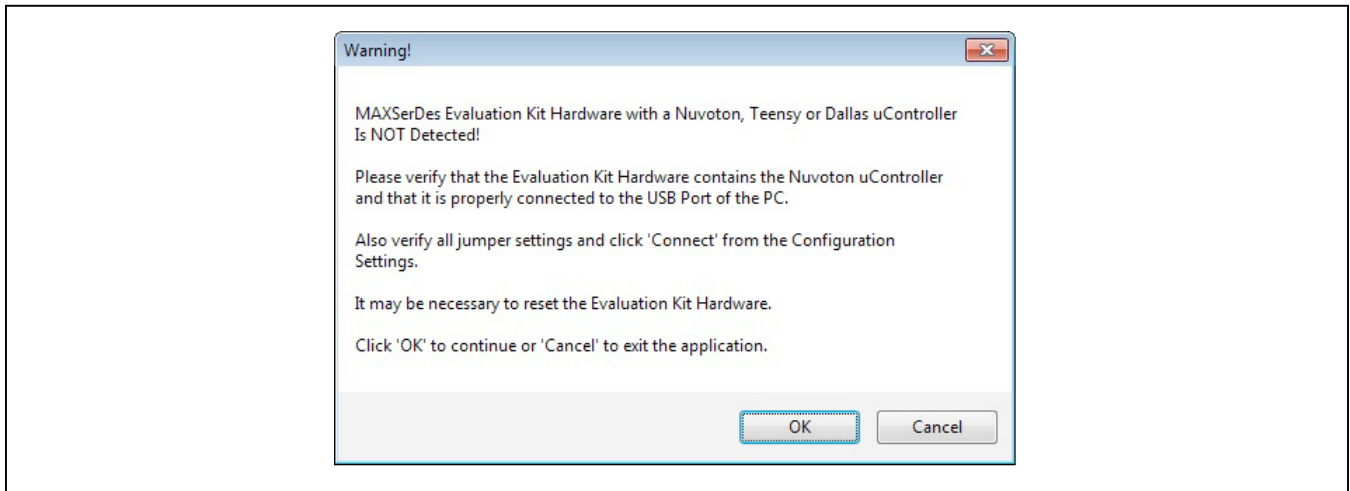 Warning!
MAXSerDes Evaluation Kit Hardware with a Nuvoton, Teensy or Dallas uController
Is NOT Detected!
Please verify that the Evaluation Kit Hardware contains the Nuvoton uController
and that it is properly connected to the USB Port of the PC.
Also verify all jumper settings and click 'Connect' from the Configuration
Settings.
It may be necessary to reset the Evaluation Kit Hardware.
Click 'OK' to continue or 'Cancel' to exit the application.
OK Cancel